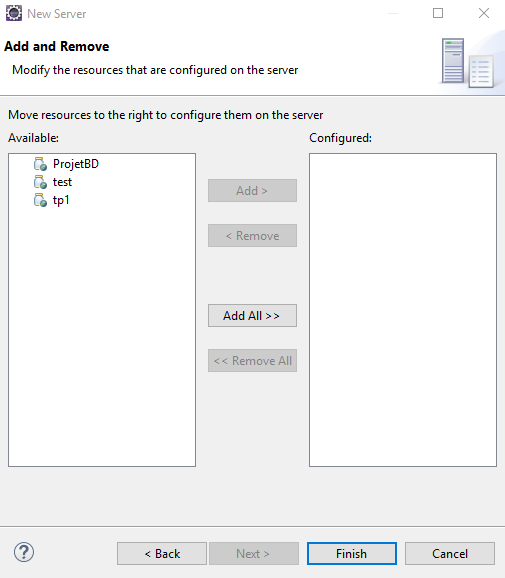 New Server
Add and Remove
Modify the resources that are configured on the server
Move resources to the right to configure them on the server
Available:
Configured:
ProjetBD
test
tp1
Add >
< Remove
Add All >>
<< Remove All
?
< Back
Next >
Finish
Cancel